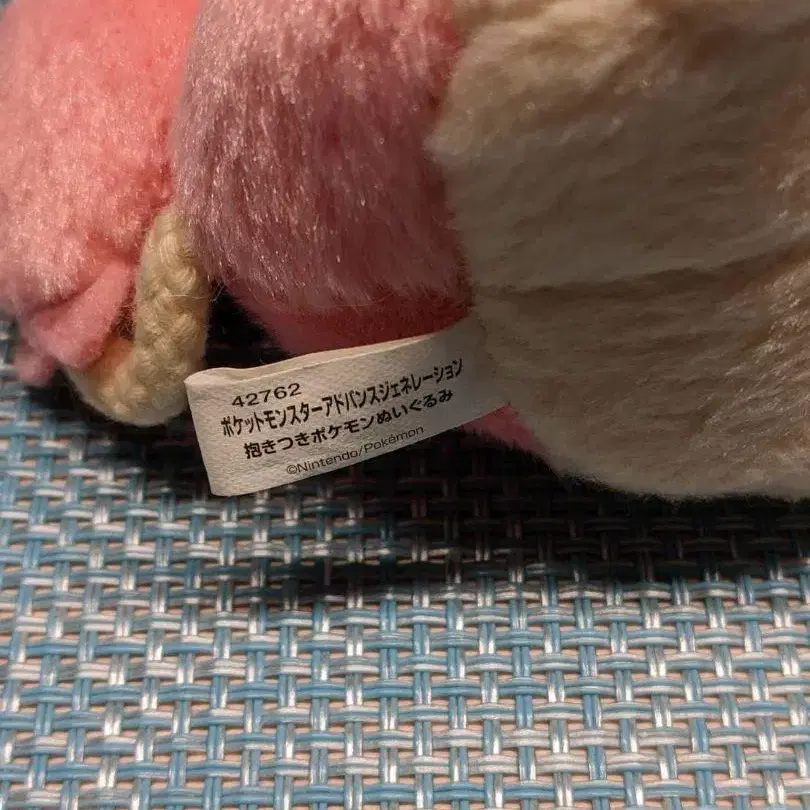 42762
ポケットモンスターアドバンスジェネレーション
抱きつきポケモンぬいぐるみ
©Nintendo/Pokémon